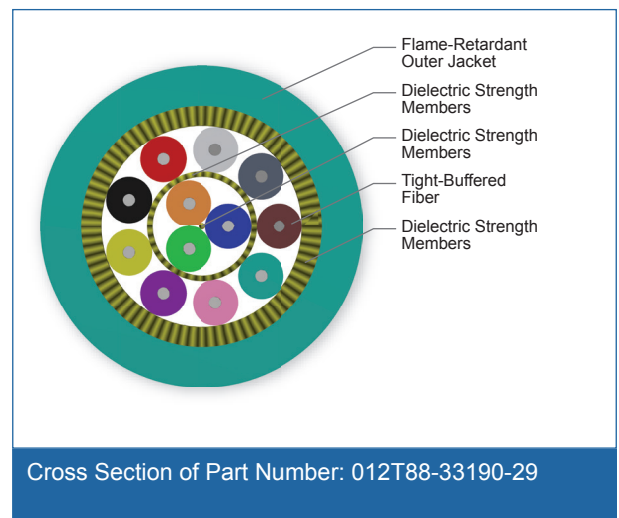 Flame-Retardant
Outer Jacket
Dielectric Strength
Members
Dielectric Strength
Members
Tight-Buffered
Fiber
Dielectric Strength
Members
Cross Section of Part Number: 012T88-33190-29